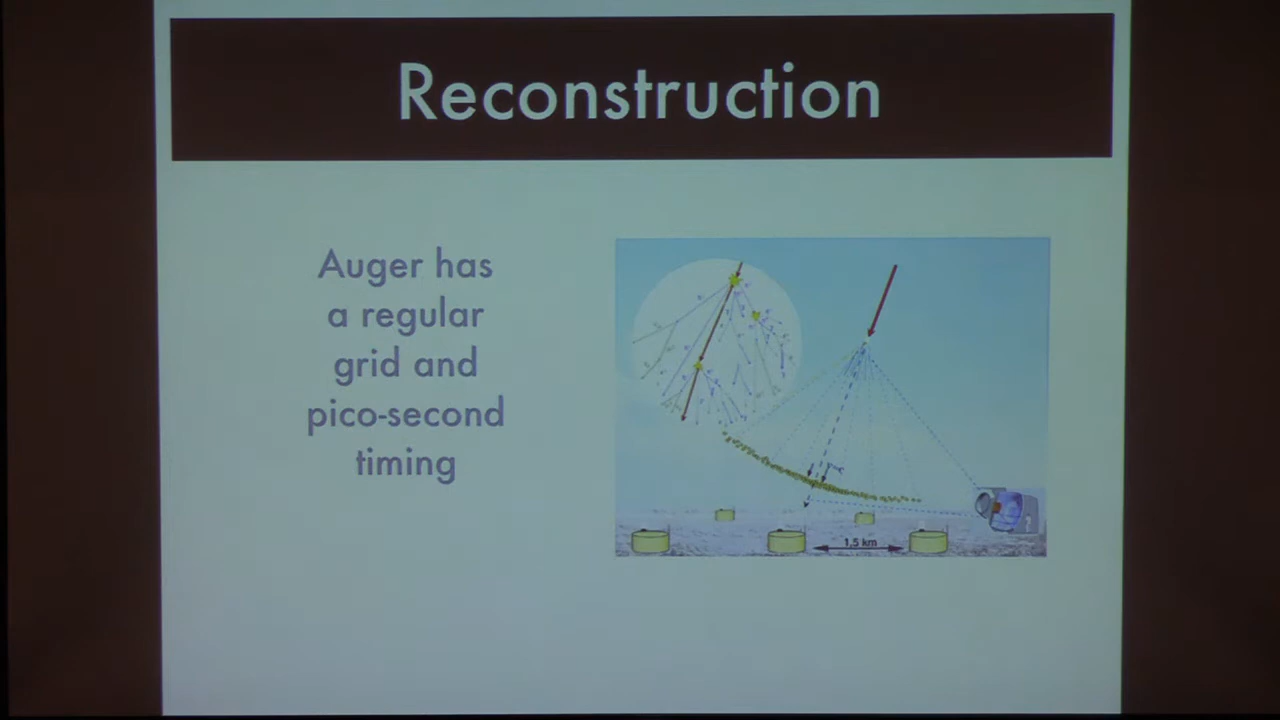 Reconstruction
Auger has
a regular
grid and
pico-second
timing
1,5 km